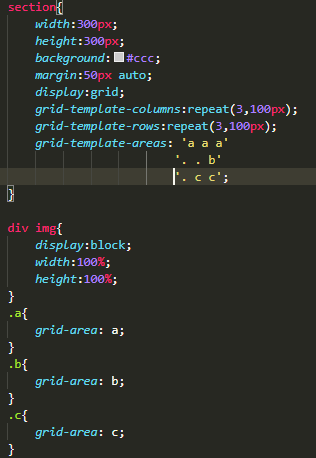 section{
width:300px;
height:300px;
background:#ccc;
margin:50px auto;
display:grid;
grid-template-columns:repeat(3,100px);
grid-template-rows:repeat(3,100px);
grid-template-areas: 'a a a'
'. . b'
'. c c';
}
div img{
display:block;
width:100%;
height:100%;
}
.a{
grid-area: a;
}
.b{
grid-area: b;
}
.c{
grid-area: c;
}